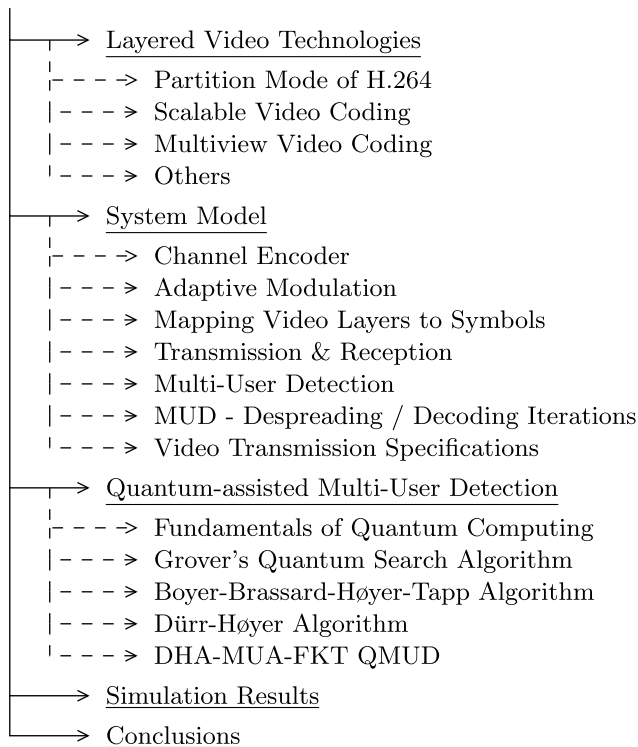 Layered Video Technologies
Partition Mode of H.264
Scalable Video Coding
Multiview Video Coding
Others
System Model
Channel Encoder
Adaptive Modulation
Mapping Video Layers to Symbols
Transmission & Reception
Multi-User Detection
MUD - Despreading / Decoding Iterations
Video Transmission Specifications
Quantum-assisted Multi-User Detection
Fundamentals of Quantum Computing
Grover's Quantum Search Algorithm
Boyer-Brassard-Høyer-Tapp Algorithm
Dürr-Høyer Algorithm
DHA-MUA-FKT QMUD
Simulation Results
Conclusions